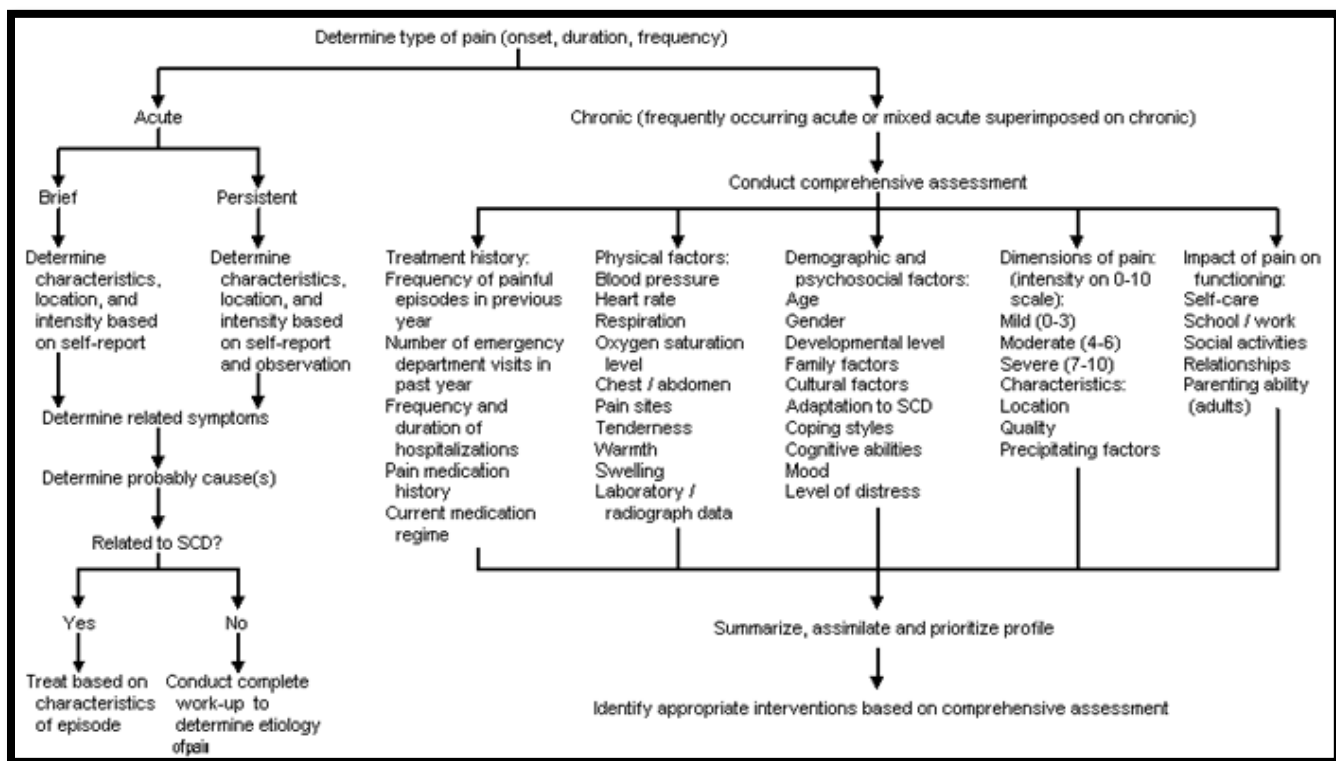 Determine type of pain (onset, duration, frequency)
Acute
Chronic (frequently occurring acute or mixed acute superimposed on chronic)
Brief
Persistent
Determine
characteristics,
location, and
intensity based
on self-report
Determine
characteristics,
location, and
intensity based
on self-report
and observation
Determine related symptoms
Determine probably cause(s)
Related to SCD?
Yes
No
Treat based on
characteristics
of episode
Conduct complete
work-up to
determine etiology
of pain
Conduct comprehensive assessment
Treatment history:
Frequency of painful
episodes in previous
year
Number of emergency
department visits in
past year
Frequency and
duration of
hospitalizations
Pain medication
history
Current medication
regime
Physical factors:
Blood pressure
Heart rate
Respiration
Oxygen saturation
level
Chest / abdomen
Pain sites
Tenderness
Warmth
Swelling
Laboratory /
radiograph data
Demographic and
psychosocial factors:
Age
Gender
Developmental level
Family factors
Cultural factors
Adaptation to SCD
Coping styles
Cognitive abilities
Mood
Level of distress
Dimensions of pain:
(intensity on 0-10
scale):
Mild (0-3)
Moderate (4-6)
Severe (7-10)
Characteristics:
Location
Quality
Precipitating factors
Impact of pain on
functioning:
Self-care
School / work
Social activities
Relationships
Parenting ability
(adults)
Summarize, assimilate and prioritize profile
Identify appropriate interventions based on comprehensive assessment